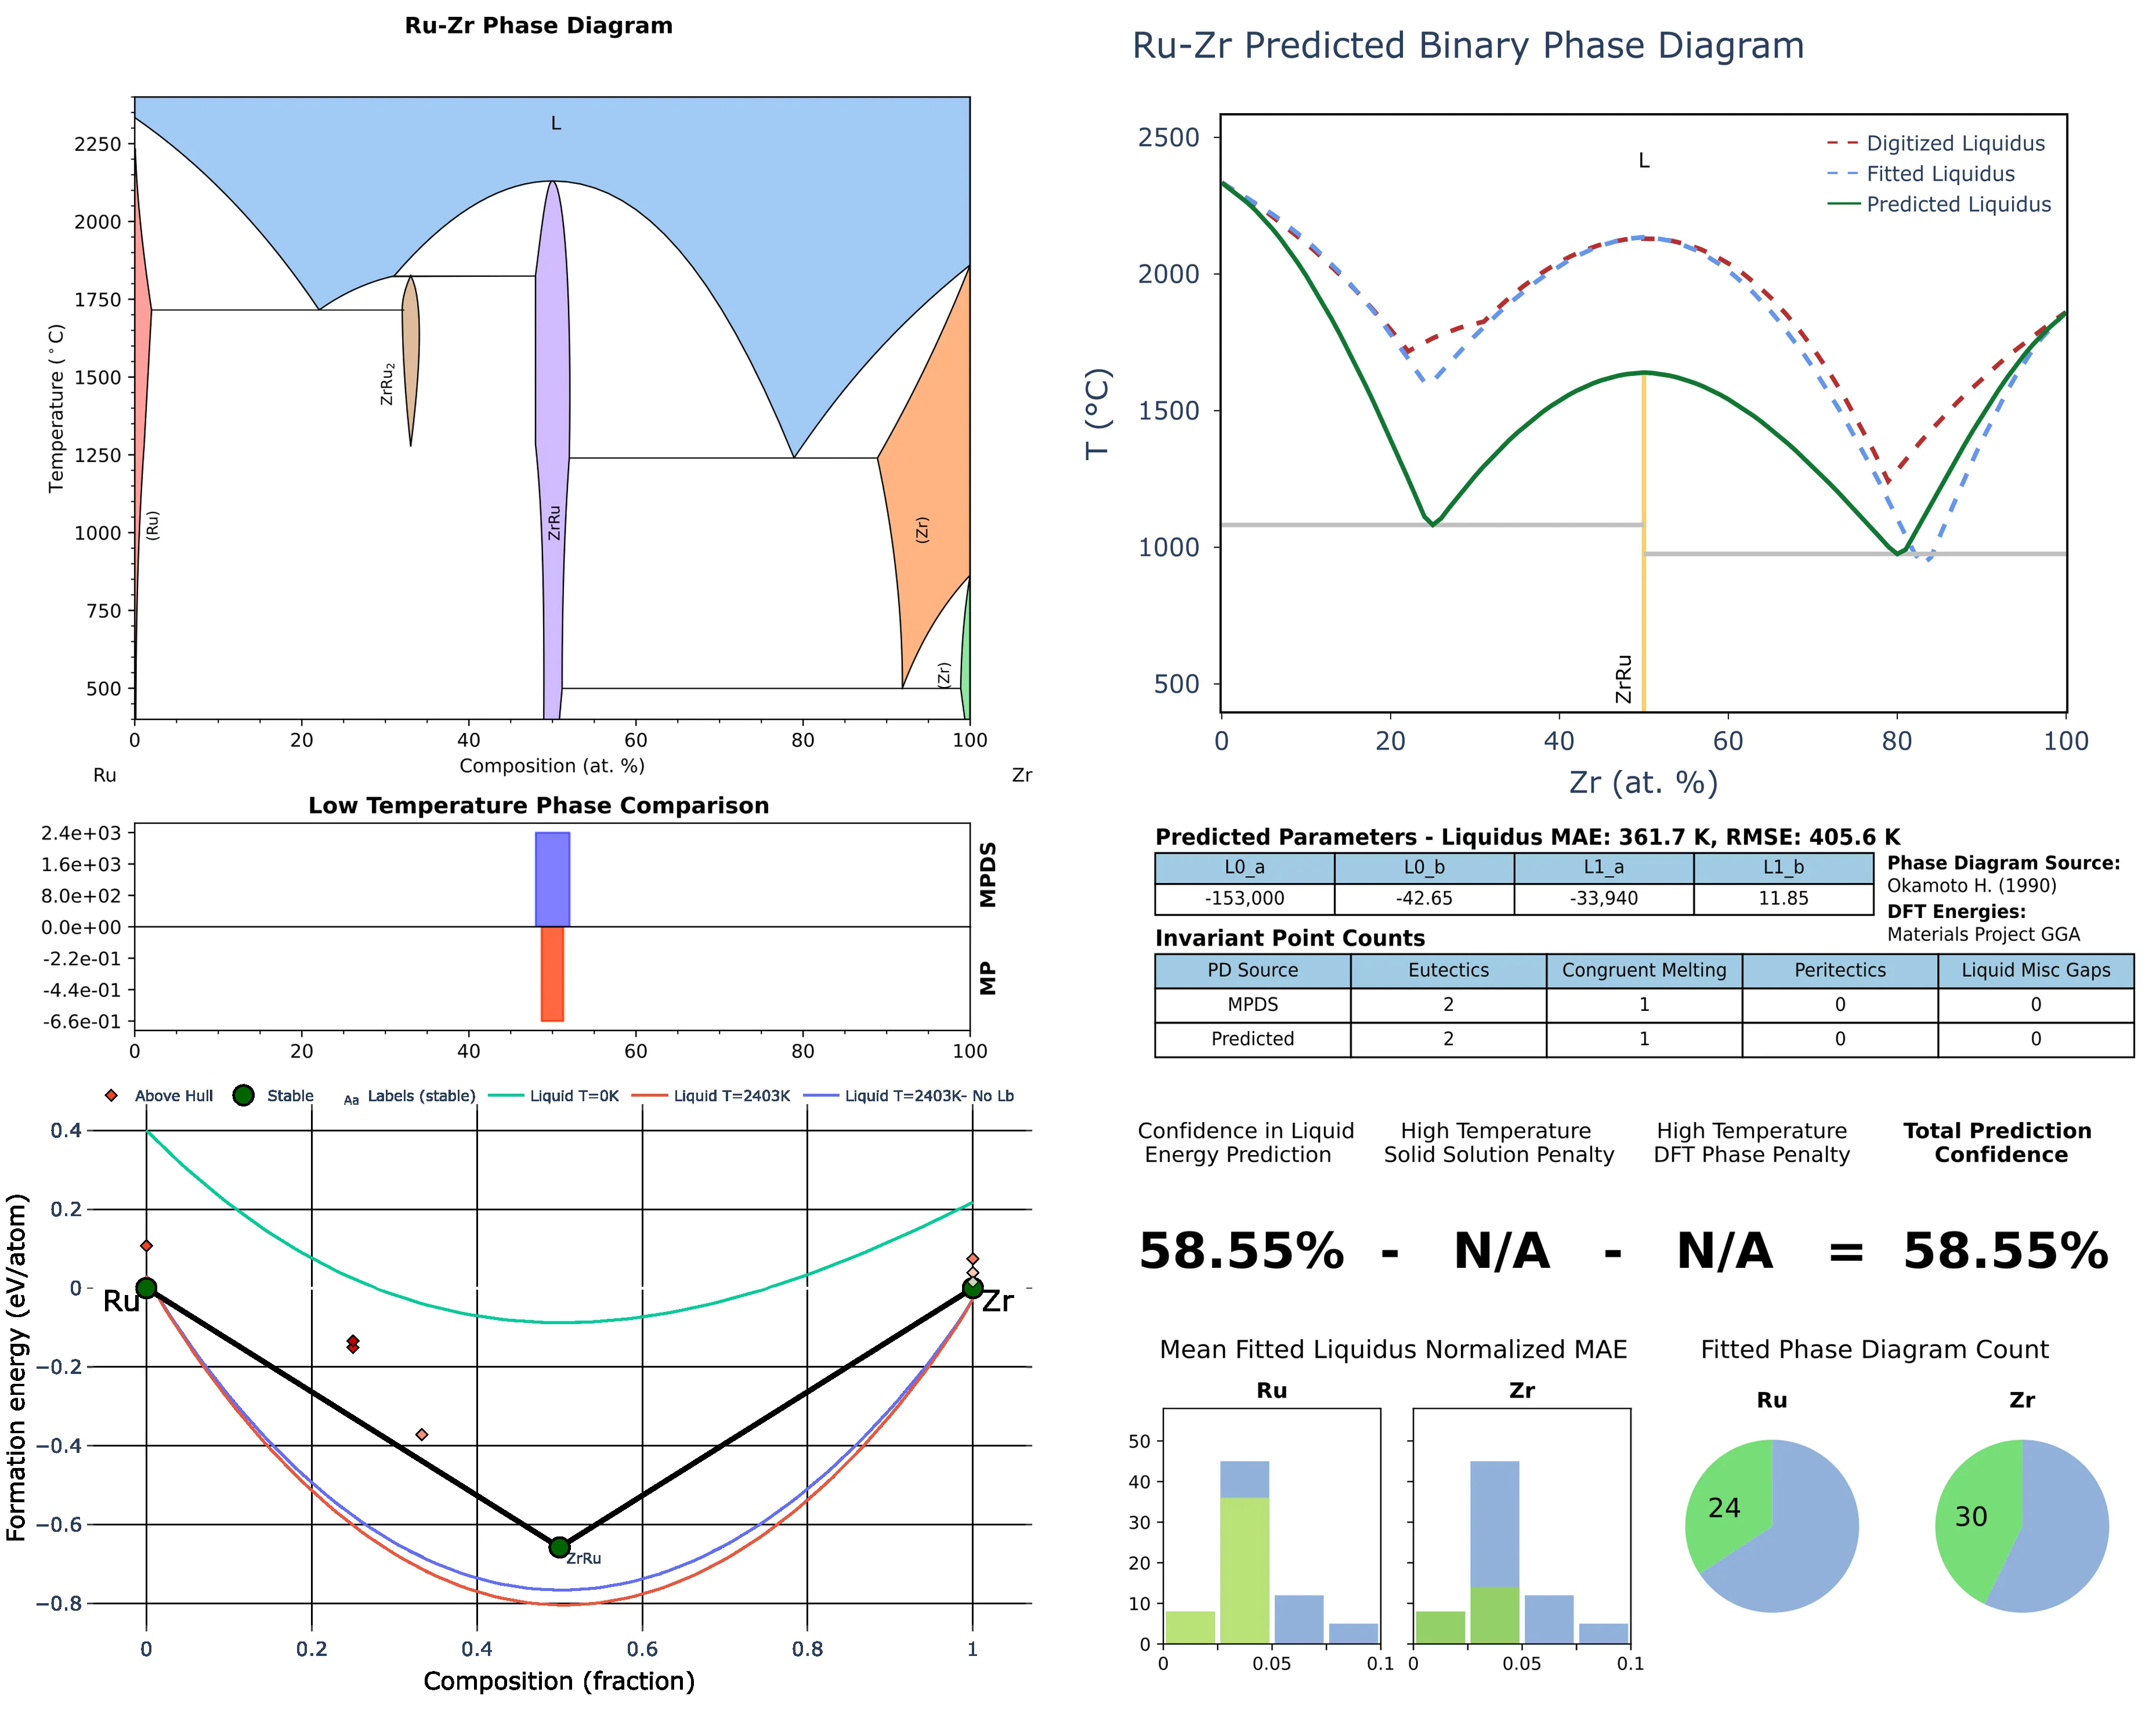 Ru-Zr Phase Diagram
L
2250
2000
1750
1500
1250
1000
750
500
Temperature (°C)
(Ru)
ZrRu₂
ZrRu
(Zr)
(Zr)
0 20 40 60 80 100
Composition (at. %)
Ru Zr
Ru-Zr Predicted Binary Phase Diagram
L
Digitized Liquidus
Fitted Liquidus
Predicted Liquidus
2500
2000
1500
1000
500
T (°C)
ZrRu
0 20 40 60 80 100
Zr (at. %)
Low Temperature Phase Comparison
2.4e+03
1.6e+03
8.0e+02
0.0e+00
-2.2e-01
-4.4e-01
-6.6e-01
MPDS
MP
0 20 40 60 80 100
Predicted Parameters - Liquidus MAE: 361.7 K, RMSE: 405.6 K
L0_a L0_b L1_a L1_b
-153,000 -42.65 -33,940 11.85
Phase Diagram Source:
Okamoto H. (1990)
DFT Energies:
Materials Project GGA
Invariant Point Counts
PD Source Eutectics Congruent Melting Peritectics Liquid Misc Gaps
MPDS 2 1 0 0
Predicted 2 1 0 0
Above Hull Stable Aa Labels (stable) Liquid T=0K Liquid T=2403K Liquid T=2403K- No Lb
0.4
0.2
0
−0.2
−0.4
−0.6
−0.8
Formation energy (eV/atom)
Ru
Zr
ZrRu
0 0.2 0.4 0.6 0.8 1
Composition (fraction)
Confidence in Liquid
Energy Prediction
High Temperature
Solid Solution Penalty
High Temperature
DFT Phase Penalty
Total Prediction
Confidence
58.55% - N/A - N/A = 58.55%
Mean Fitted Liquidus Normalized MAE
Ru Zr
50
40
30
20
10
0
0 0.05 0.1 0 0.05 0.1
Fitted Phase Diagram Count
Ru Zr
24 30